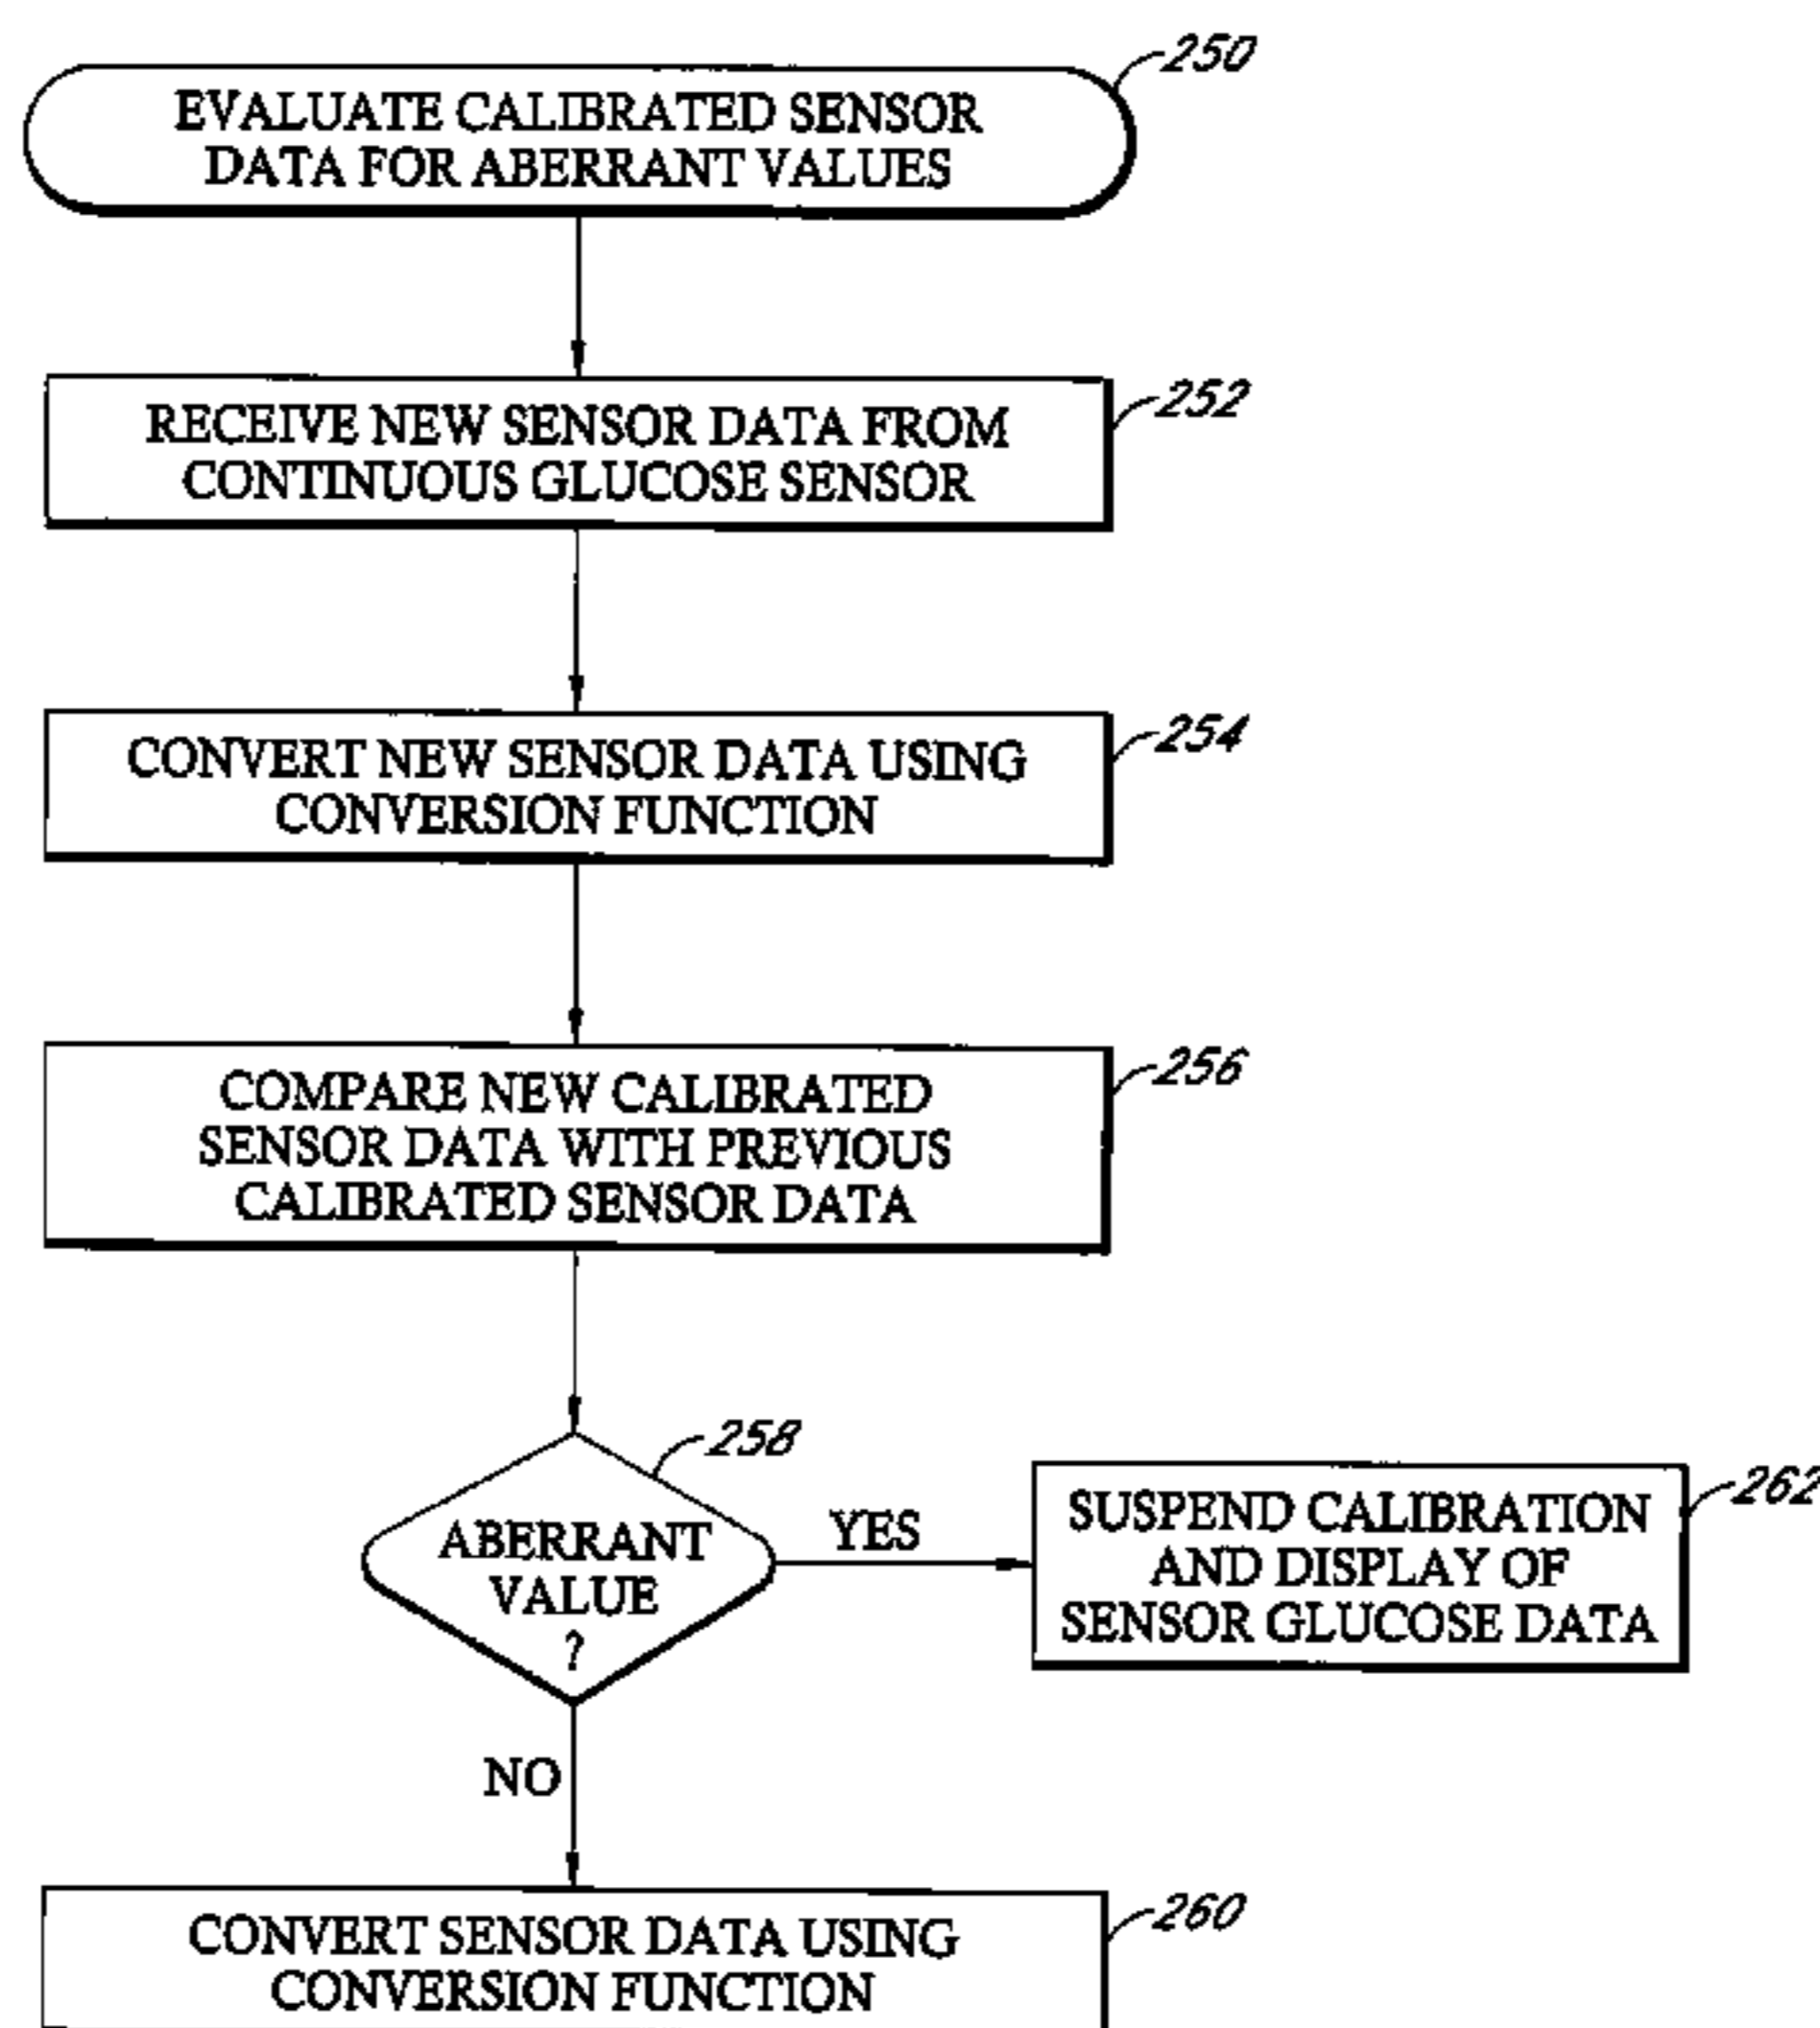 250
EVALUATE CALIBRATED SENSOR
DATA FOR ABERRANT VALUES
252
RECEIVE NEW SENSOR DATA FROM
CONTINUOUS GLUCOSE SENSOR
254
CONVERT NEW SENSOR DATA USING
CONVERSION FUNCTION
256
COMPARE NEW CALIBRATED
SENSOR DATA WITH PREVIOUS
CALIBRATED SENSOR DATA
258
ABERRANT
VALUE
?
YES
262
SUSPEND CALIBRATION
AND DISPLAY OF
SENSOR GLUCOSE DATA
NO
260
CONVERT SENSOR DATA USING
CONVERSION FUNCTION